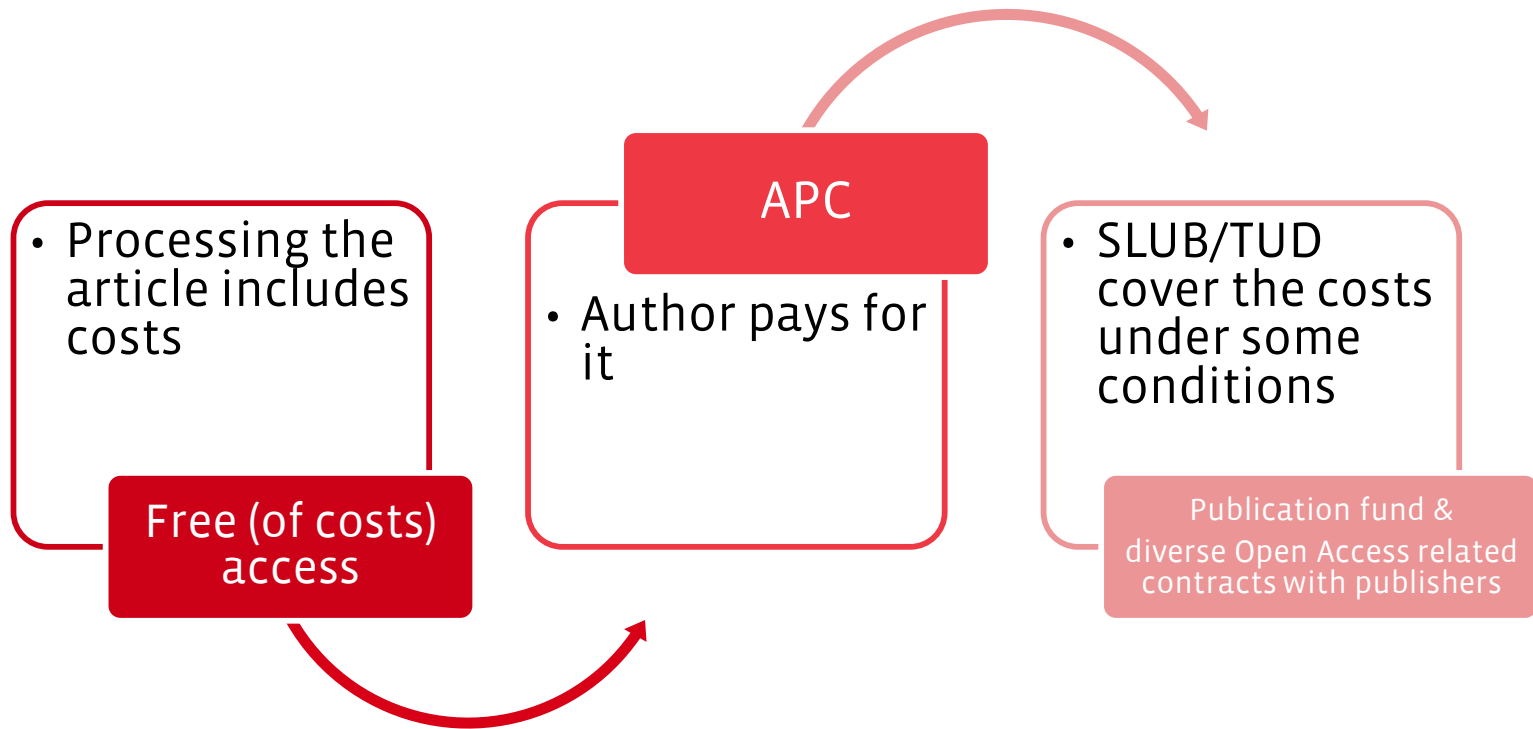 • Processing the
article includes
costs
Free (of costs)
access
APC
• Author pays for
it
• SLUB/TUD
cover the costs
under some
conditions
Publication fund &
diverse Open Access related
contracts with publishers